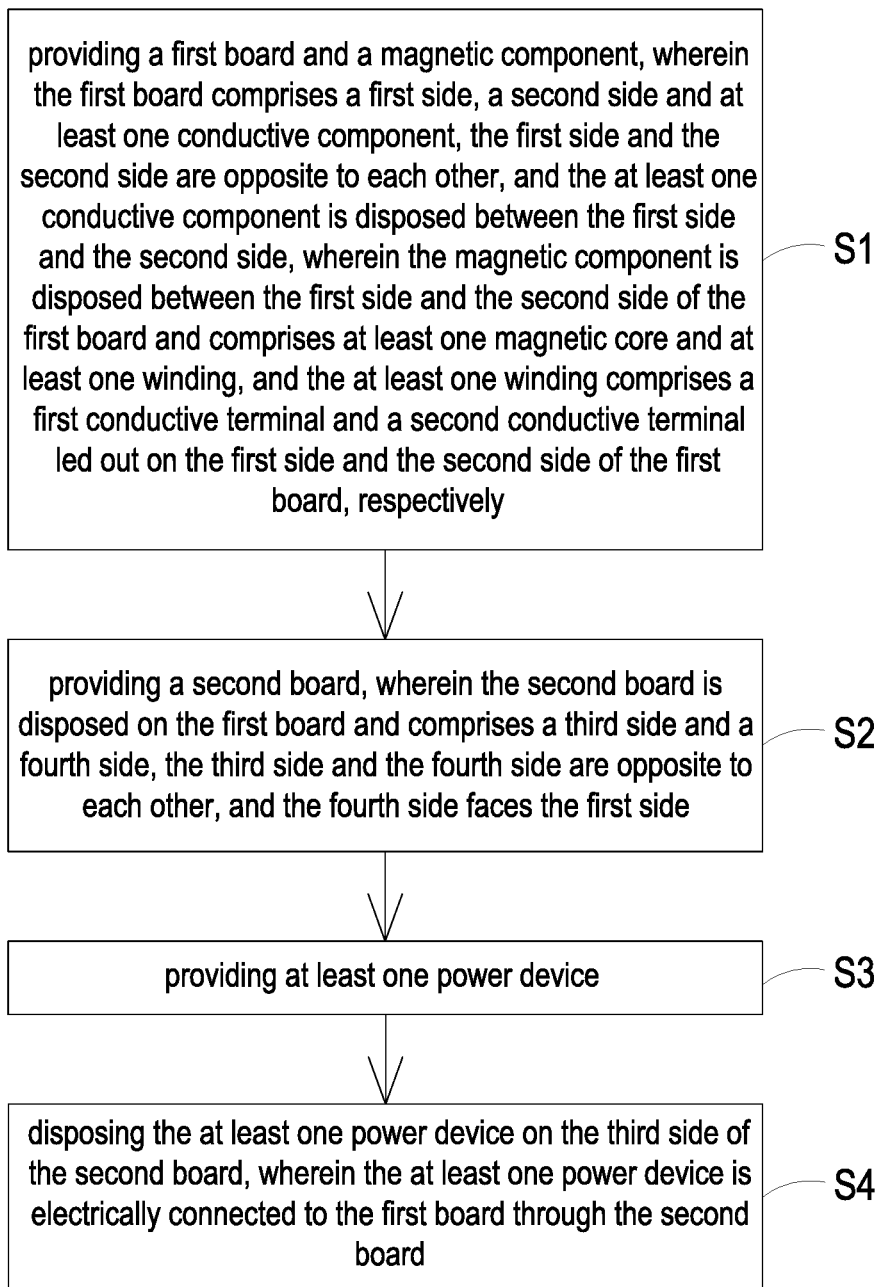 providing a first board and a magnetic component, wherein
the first board comprises a first side, a second side and at
least one conductive component, the first side and the
second side are opposite to each other, and the at least one
conductive component is disposed between the first side
and the second side, wherein the magnetic component is
disposed between the first side and the second side of the
first board and comprises at least one magnetic core and at
least one winding, and the at least one winding comprises a
first conductive terminal and a second conductive terminal
led out on the first side and the second side of the first
board, respectively
S1
providing a second board, wherein the second board is
disposed on the first board and comprises a third side and a
fourth side, the third side and the fourth side are opposite to
each other, and the fourth side faces the first side
S2
providing at least one power device
S3
disposing the at least one power device on the third side of
the second board, wherein the at least one power device is
electrically connected to the first board through the second
board
S4